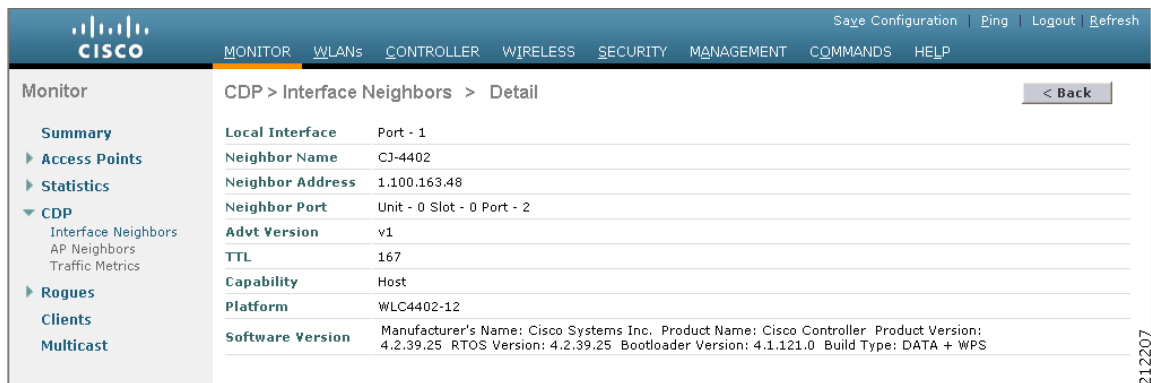 Save Configuration | Ping | Logout | Refresh
CISCO
MONITOR WLANs CONTROLLER WIRELESS SECURITY MANAGEMENT COMMANDS HELP
Monitor
Summary
Access Points
Statistics
CDP
Interface Neighbors
AP Neighbors
Traffic Metrics
Rogues
Clients
Multicast
CDP > Interface Neighbors > Detail
< Back
Local Interface Port - 1
Neighbor Name CJ-4402
Neighbor Address 1.100.163.48
Neighbor Port Unit - 0 Slot - 0 Port - 2
Advt Version v1
TTL 167
Capability Host
Platform WLC4402-12
Software Version Manufacturer's Name: Cisco Systems Inc. Product Name: Cisco Controller Product Version:
4.2.39.25 RTOS Version: 4.2.39.25 Bootloader Version: 4.1.121.0 Build Type: DATA + WPS
212207